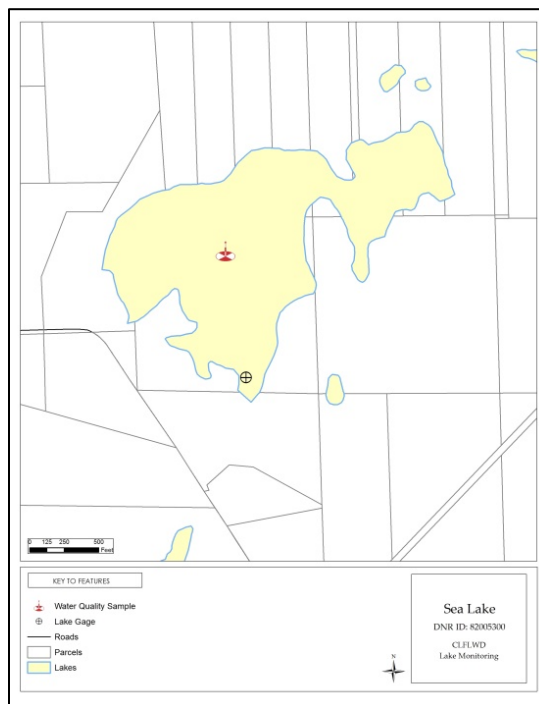 0 125 250 500
Feet
KEY TO FEATURES
Water Quality Sample
Lake Gage
Roads
Parcels
Lakes
N
Sea Lake
DNR ID: 82005300
CLFLWD
Lake Monitoring